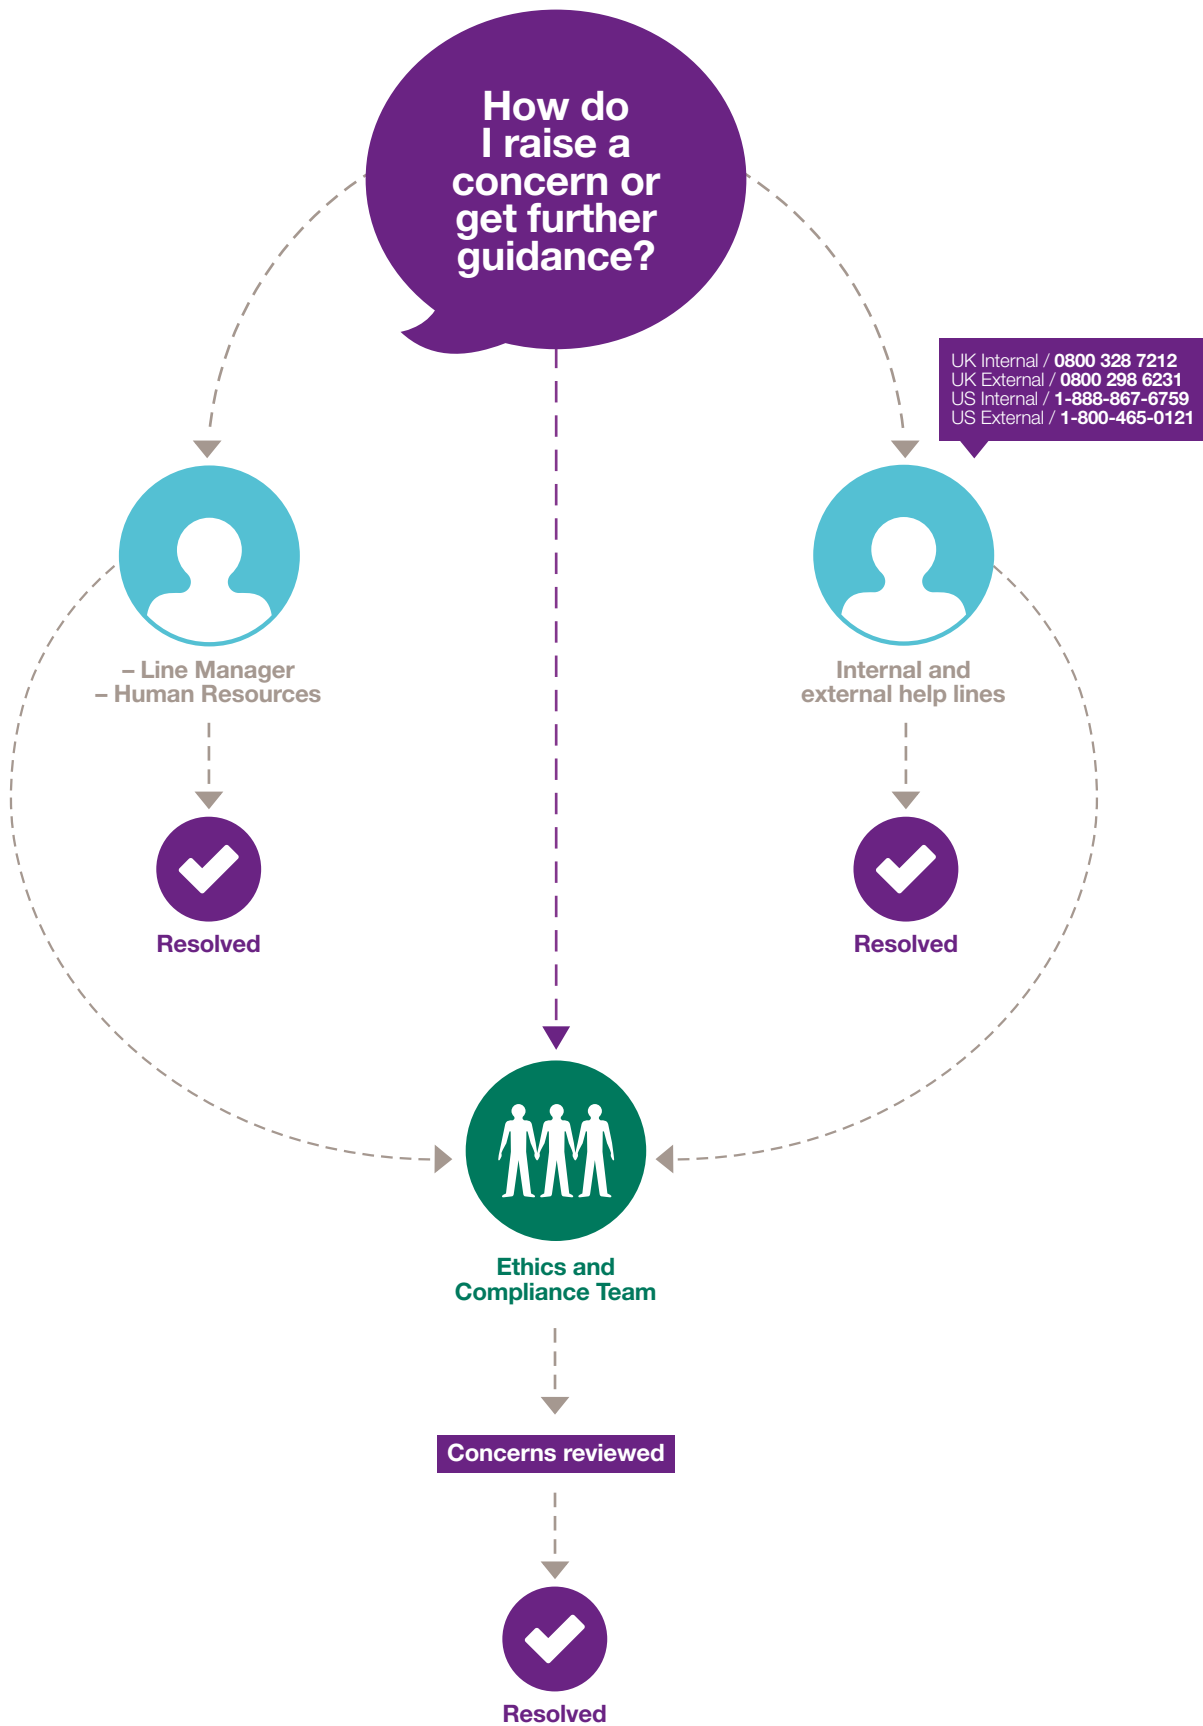 How do
I raise a
concern or
get further
guidance?
UK Internal / 0800 328 7212
UK External / 0800 298 6231
US Internal / 1-888-867-6759
US External / 1-800-465-0121
– Line Manager
– Human Resources
Internal and
external help lines
Resolved
Resolved
Ethics and
Compliance Team
Concerns reviewed
Resolved